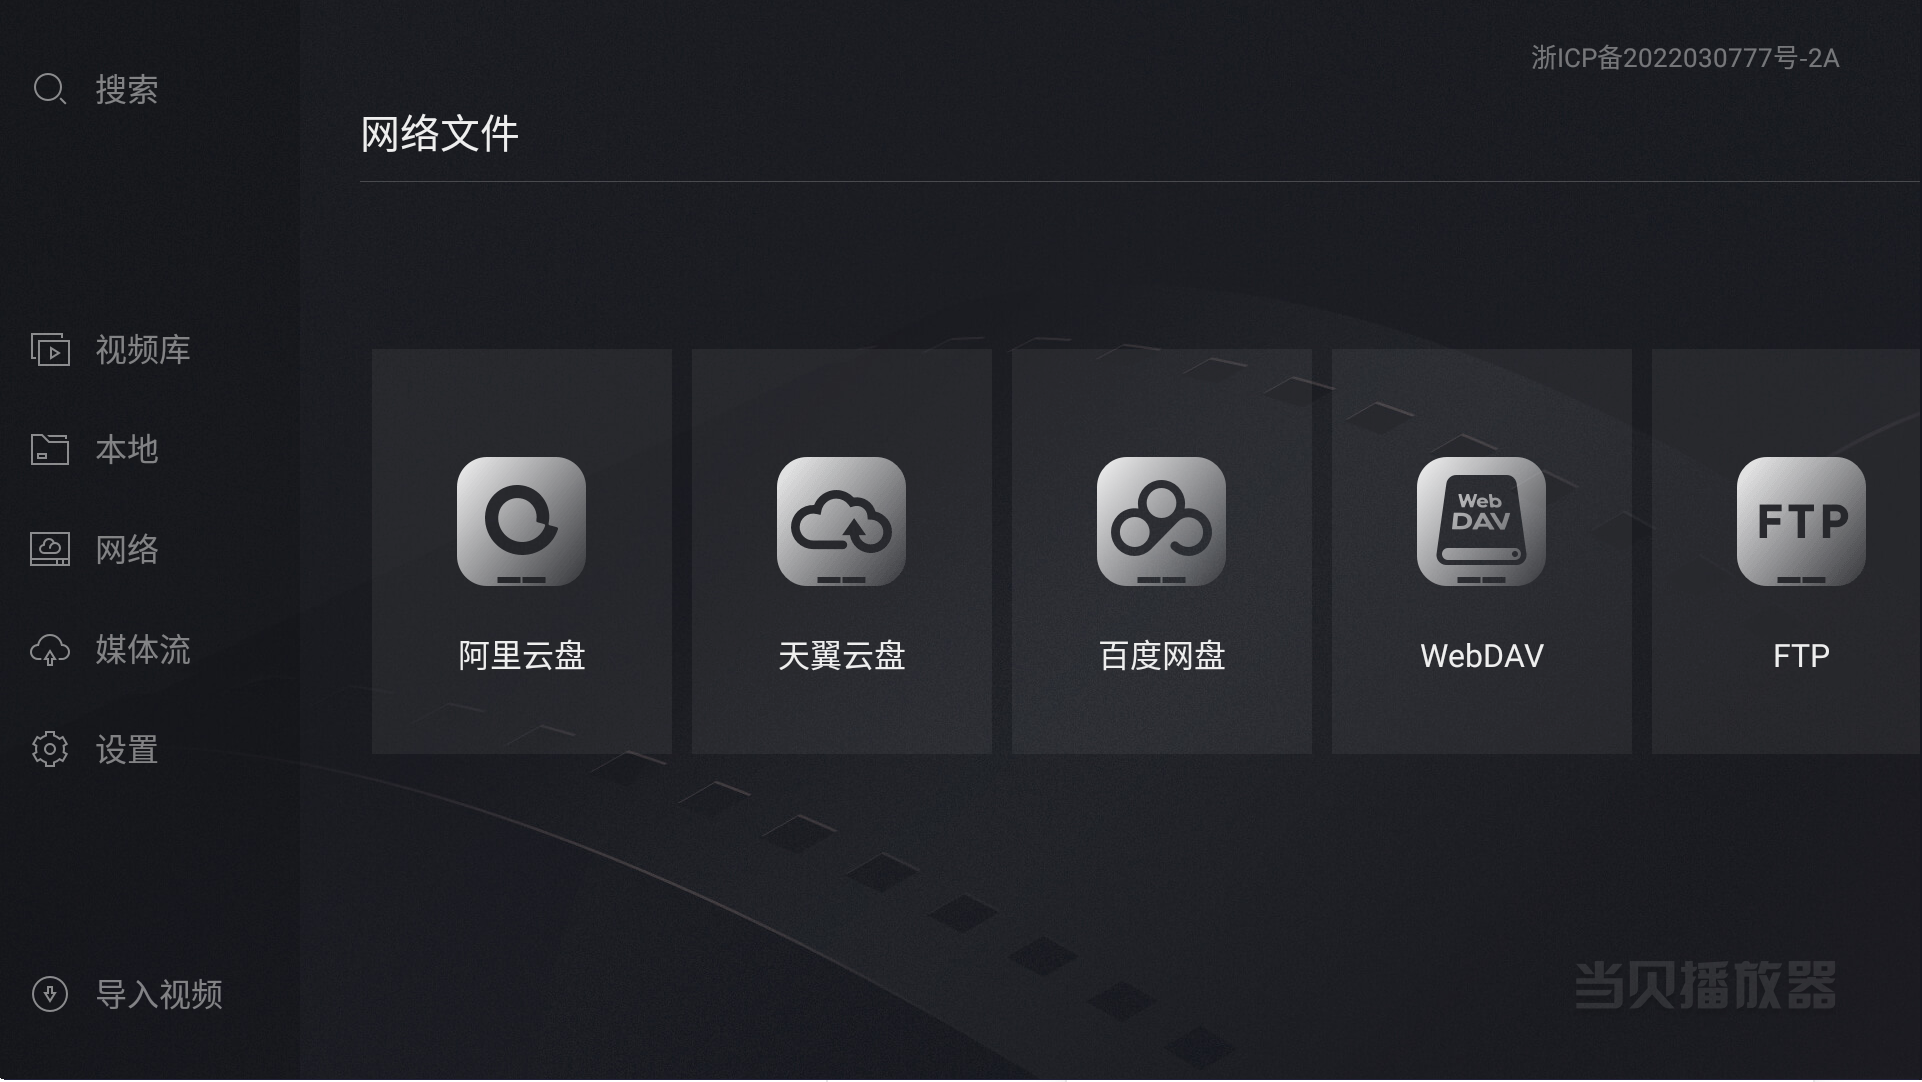 搜索
浙ICP备2022030777号-2A
网络文件
视频库
本地
网络
媒体流
设置
导入视频
Web
DAV
FTP
阿里云盘
天翼云盘
百度网盘
WebDAV
FTP
当贝播放器